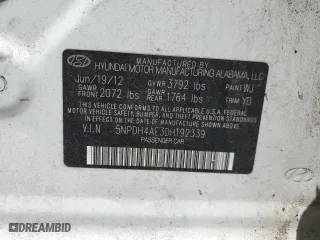 MANUFACTURED BY
HYUNDAI MOTOR MANUFACTURING ALABAMA, LLC
Jun/19/12 GVWR 3792 lbs PAINT WJ
GAWR FRONT 2072 lbs GAWR REAR 1764 lbs TRIM YD
THIS VEHICLE CONFORMS TO ALL APPLICABLE U.S. FEDERAL
MOTOR VEHICLE SAFETY, BUMPER, AND THEFT PREVENTION
STANDARDS IN EFFECT ON THE DATE OF MANUFACTURE
SHOWN ABOVE.
V.I.N 5NPDH4AE3DH192339
PASSENGER CAR